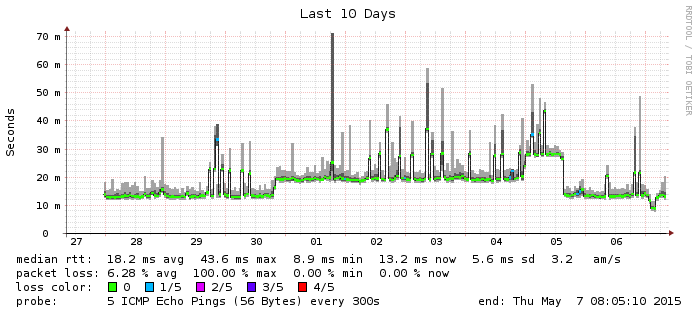 Last 10 Days
RRDTOOL / TOBI OETIKER
Seconds
70 m
60 m
50 m
40 m
30 m
20 m
10 m
0
27 28 29 30 01 02 03 04 05 06
median rtt: 18.2 ms avg 43.6 ms max 8.9 ms min 13.2 ms now 5.6 ms sd 3.2 am/s
packet loss: 6.28 % avg 100.00 % max 0.00 % min 0.00 % now
loss color: 0 1/5 2/5 3/5 4/5
probe: 5 ICMP Echo Pings (56 Bytes) every 300s end: Thu May 7 08:05:10 2015